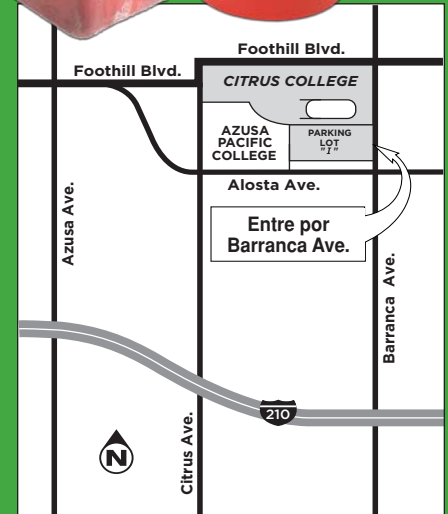 Foothill Blvd.
Foothill Blvd.
CITRUS COLLEGE
AZUSA
PACIFIC
COLLEGE
PARKING
LOT
"I"
Alosta Ave.
Entre por
Barranca Ave.
Azusa Ave.
Barranca Ave.
210
Citrus Ave.
N